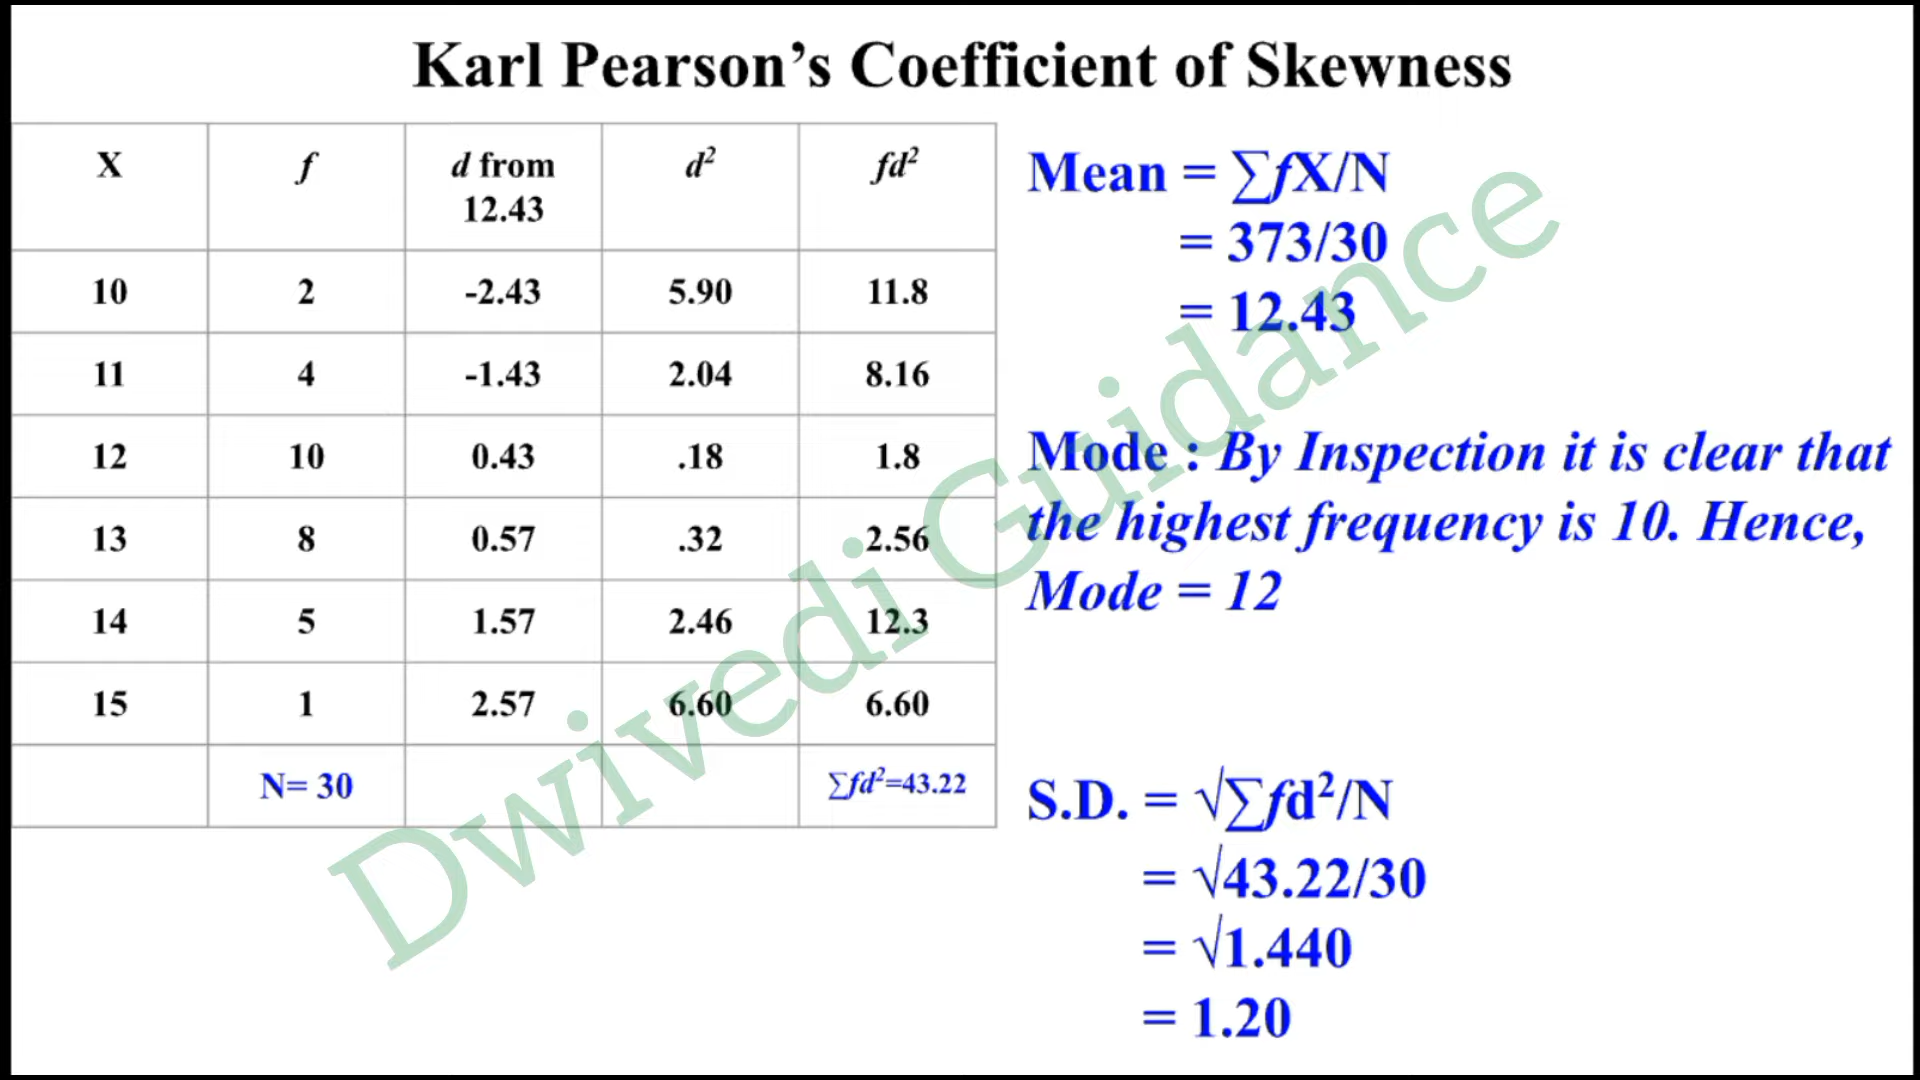 Karl Pearson’s Coefficient of Skewness
X f d from 12.43 d² fd²
10 2 -2.43 5.90 11.8
11 4 -1.43 2.04 8.16
12 10 0.43 .18 1.8
13 8 0.57 .32 2.56
14 5 1.57 2.46 12.3
15 1 2.57 6.60 6.60
N= 30 ∑fd²=43.22
Mean = ∑fX/N
= 373/30
= 12.43
Mode : By Inspection it is clear that
the highest frequency is 10. Hence,
Mode = 12
S.D. = √∑fd²/N
= √43.22/30
= √1.440
= 1.20
Dwivedi Guidance